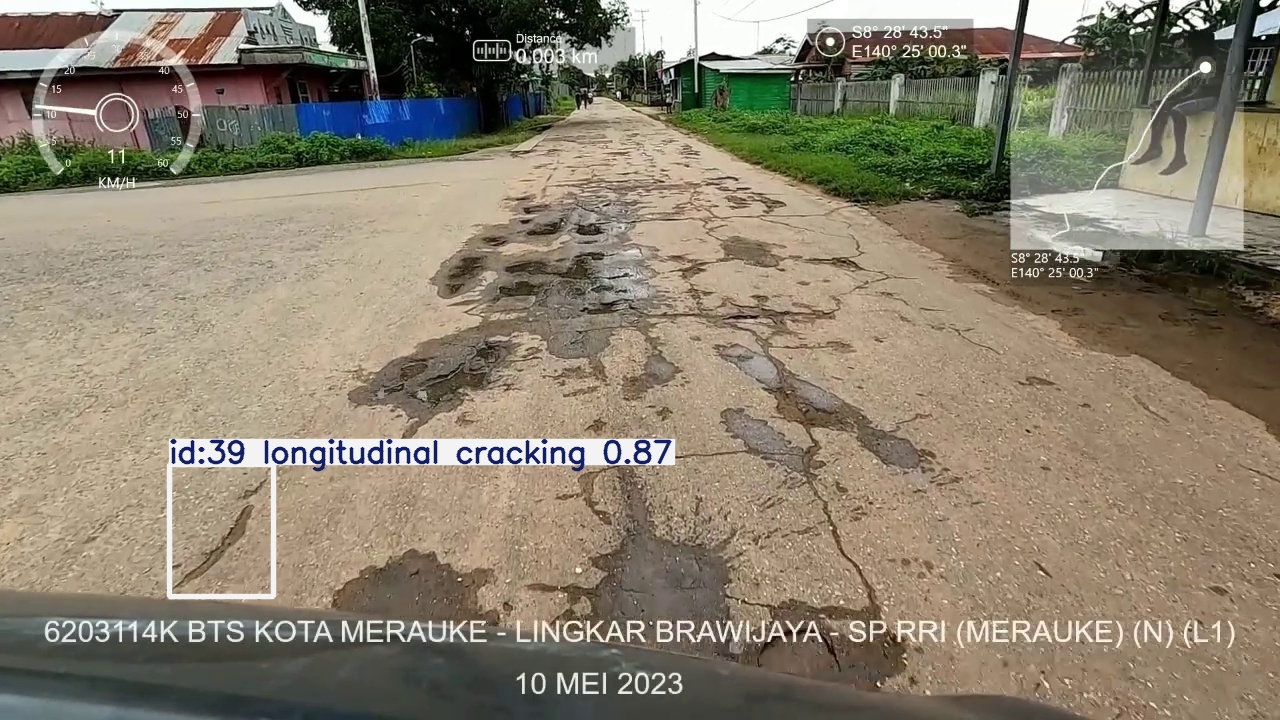 Distance
0.003 km
S8° 28' 43.5"
E140° 25' 00.3"
15
20
35
40
45
10
50
5
55
0
60
11
KM/H
S8° 28' 43.5"
E140° 25' 00.3"
id:39 longitudinal cracking 0.87
6203114K BTS KOTA MERAUKE - LINGKAR BRAWIJAYA - SP RRI (MERAUKE) (N) (L1)
10 MEI 2023